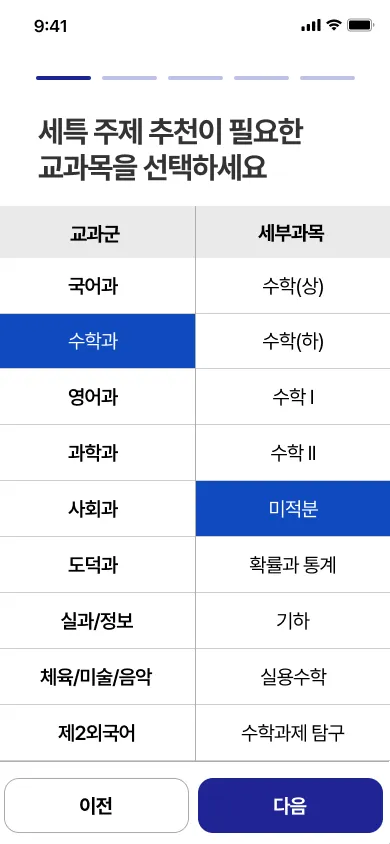 9:41
세특 주제 추천이 필요한
교과목을 선택하세요
교과군 세부과목
국어과 수학(상)
수학과 수학(하)
영어과 수학 I
과학과 수학 II
사회과 미적분
도덕과 확률과 통계
실과/정보 기하
체육/미술/음악 실용수학
제2외국어 수학과제 탐구
이전 다음